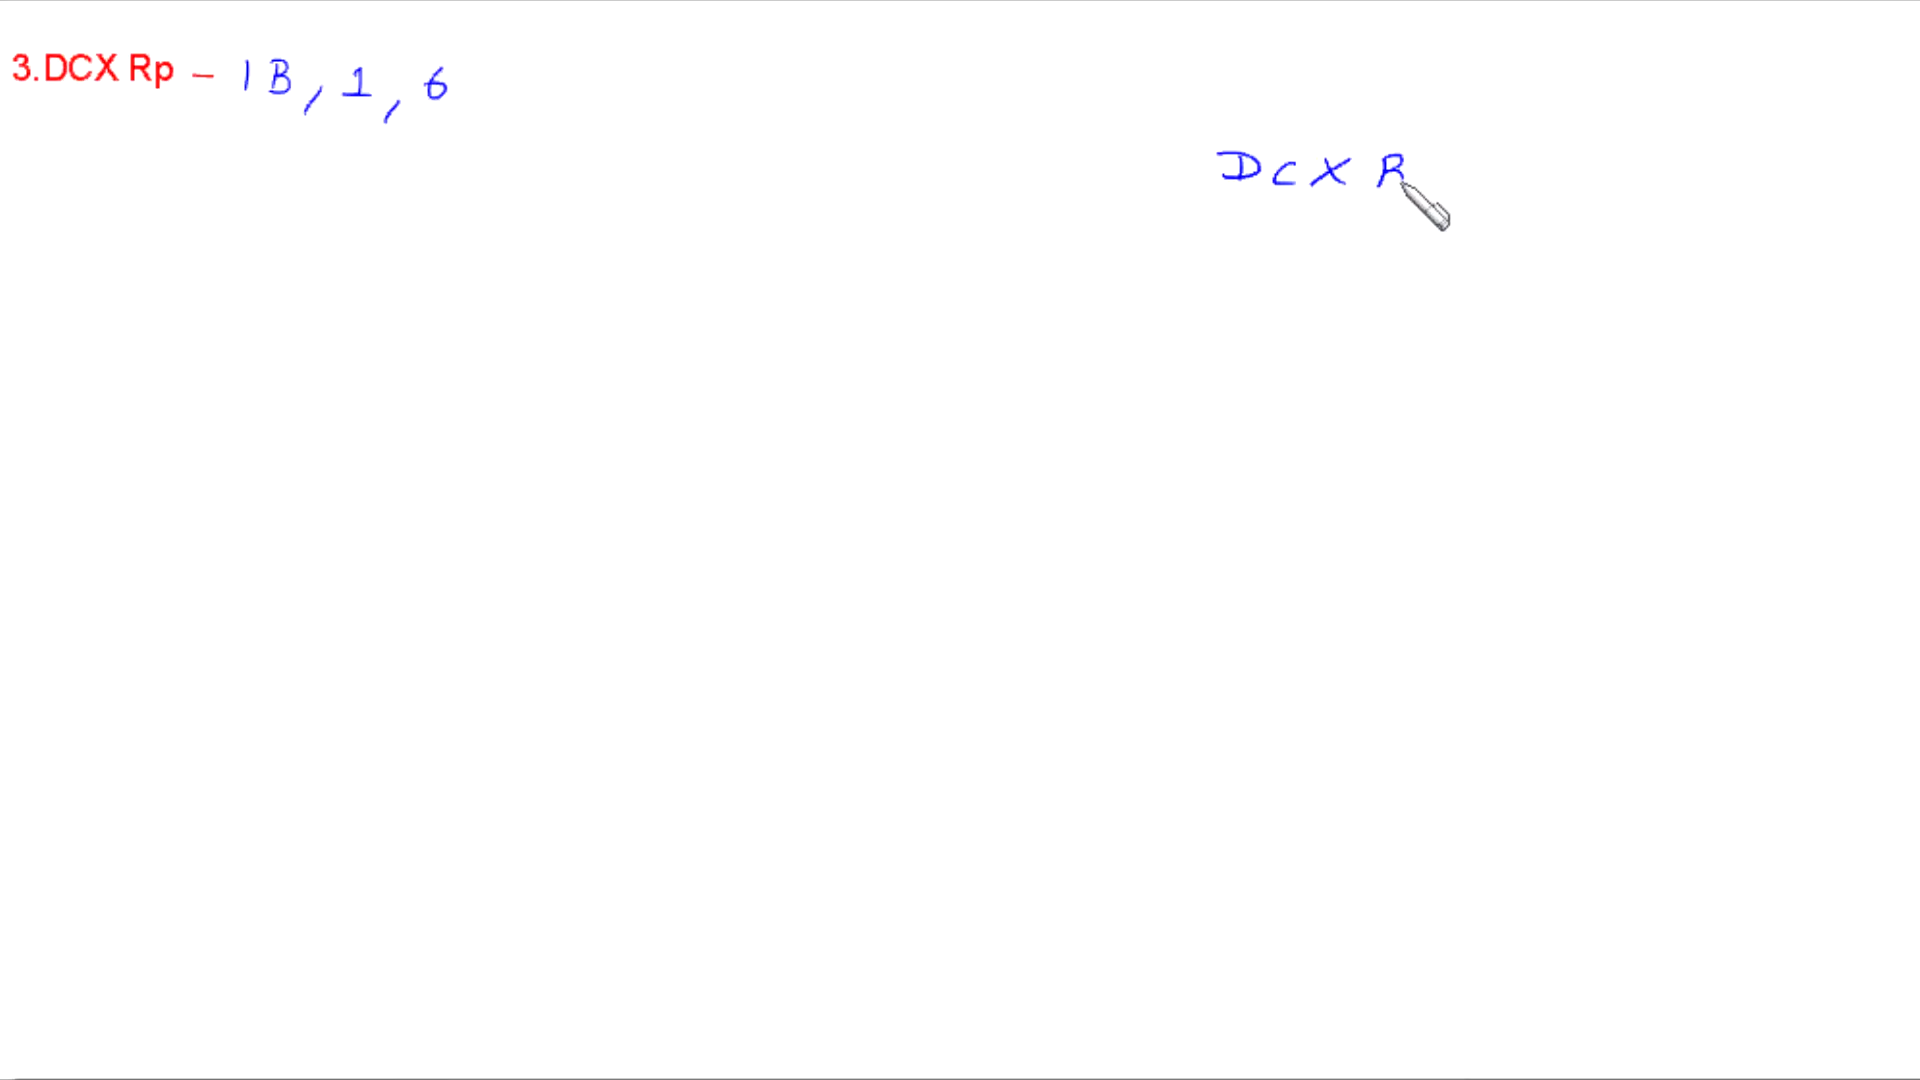 3.DCX Rp – 1B, 1, 6
DCX R